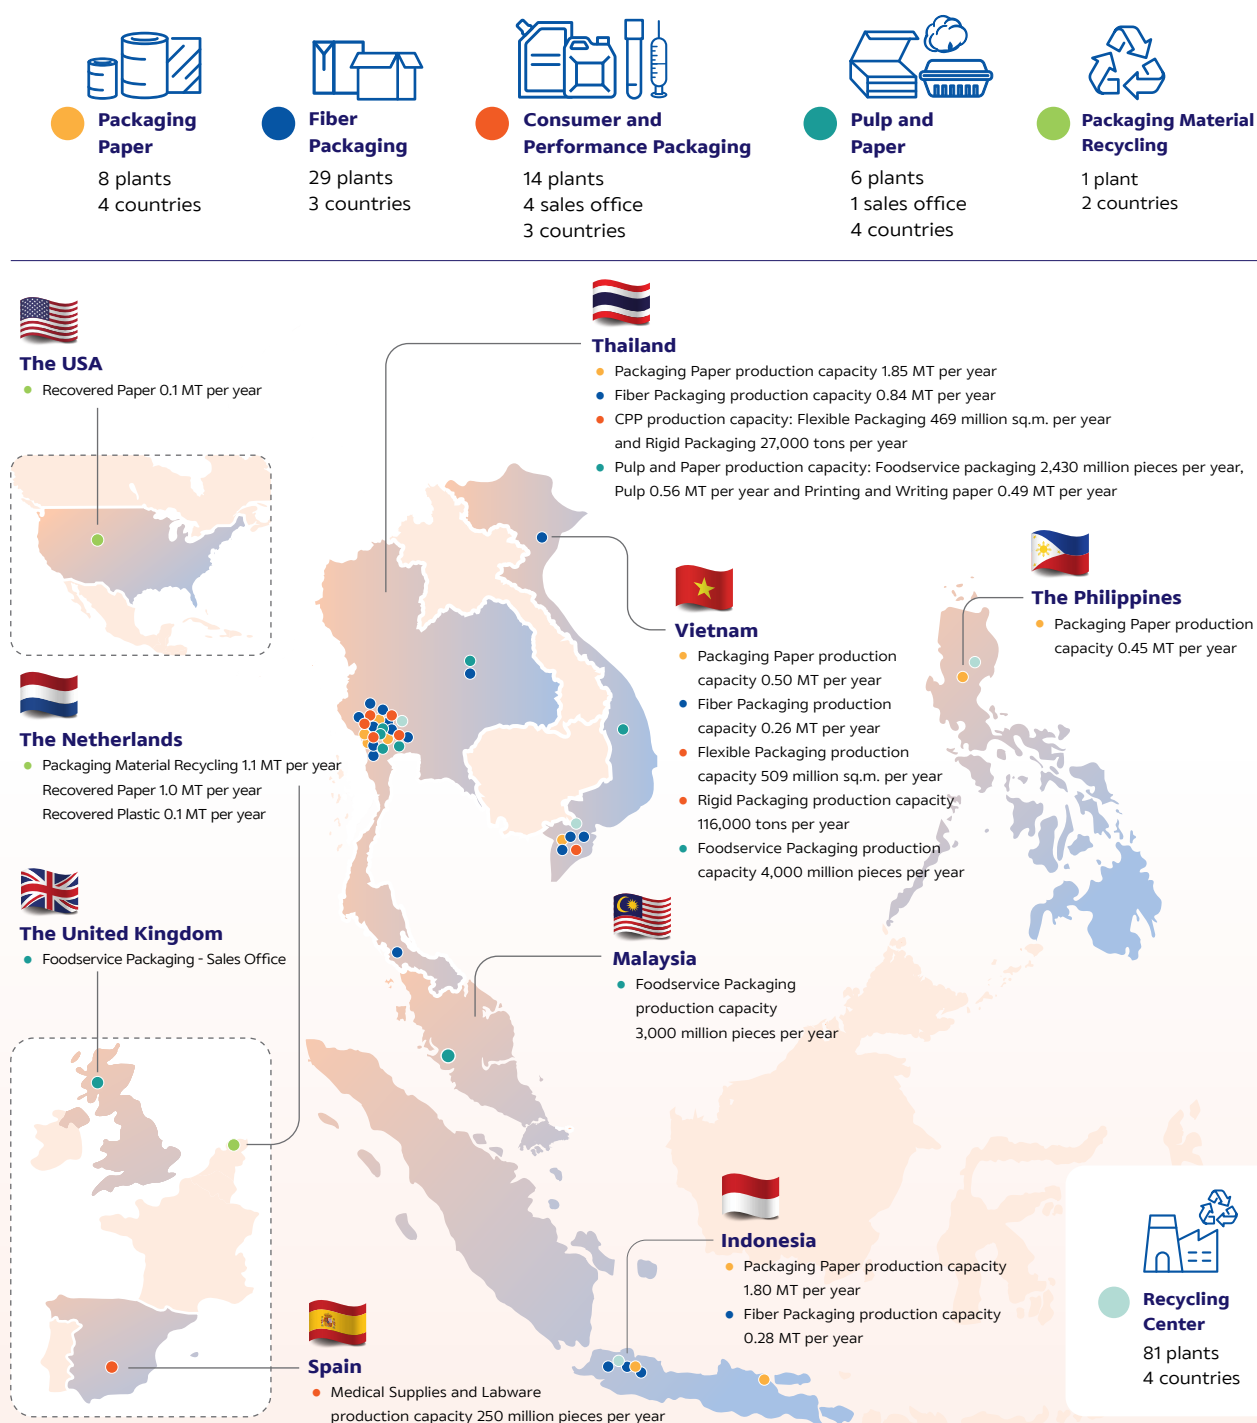 Packaging
Paper
8 plants
4 countries
Fiber
Packaging
29 plants
3 countries
Consumer and
Performance Packaging
14 plants
4 sales office
3 countries
Pulp and
Paper
6 plants
1 sales office
4 countries
Packaging Material
Recycling
1 plant
2 countries
The USA
Recovered Paper 0.1 MT per year
Thailand
Packaging Paper production capacity 1.85 MT per year
Fiber Packaging production capacity 0.84 MT per year
CPP production capacity: Flexible Packaging 469 million sq.m. per year
and Rigid Packaging 27,000 tons per year
Pulp and Paper production capacity: Foodservice packaging 2,430 million pieces per year,
Pulp 0.56 MT per year and Printing and Writing paper 0.49 MT per year
The Philippines
Packaging Paper production
capacity 0.45 MT per year
Vietnam
Packaging Paper production
capacity 0.50 MT per year
Fiber Packaging production
capacity 0.26 MT per year
Flexible Packaging production
capacity 509 million sq.m. per year
Rigid Packaging production capacity
116,000 tons per year
Foodservice Packaging production
capacity 4,000 million pieces per year
The Netherlands
Packaging Material Recycling 1.1 MT per year
Recovered Paper 1.0 MT per year
Recovered Plastic 0.1 MT per year
The United Kingdom
Foodservice Packaging - Sales Office
Malaysia
Foodservice Packaging
production capacity
3,000 million pieces per year
Indonesia
Packaging Paper production capacity
1.80 MT per year
Fiber Packaging production capacity
0.28 MT per year
Recycling
Center
81 plants
4 countries
Spain
Medical Supplies and Labware
production capacity 250 million pieces per year